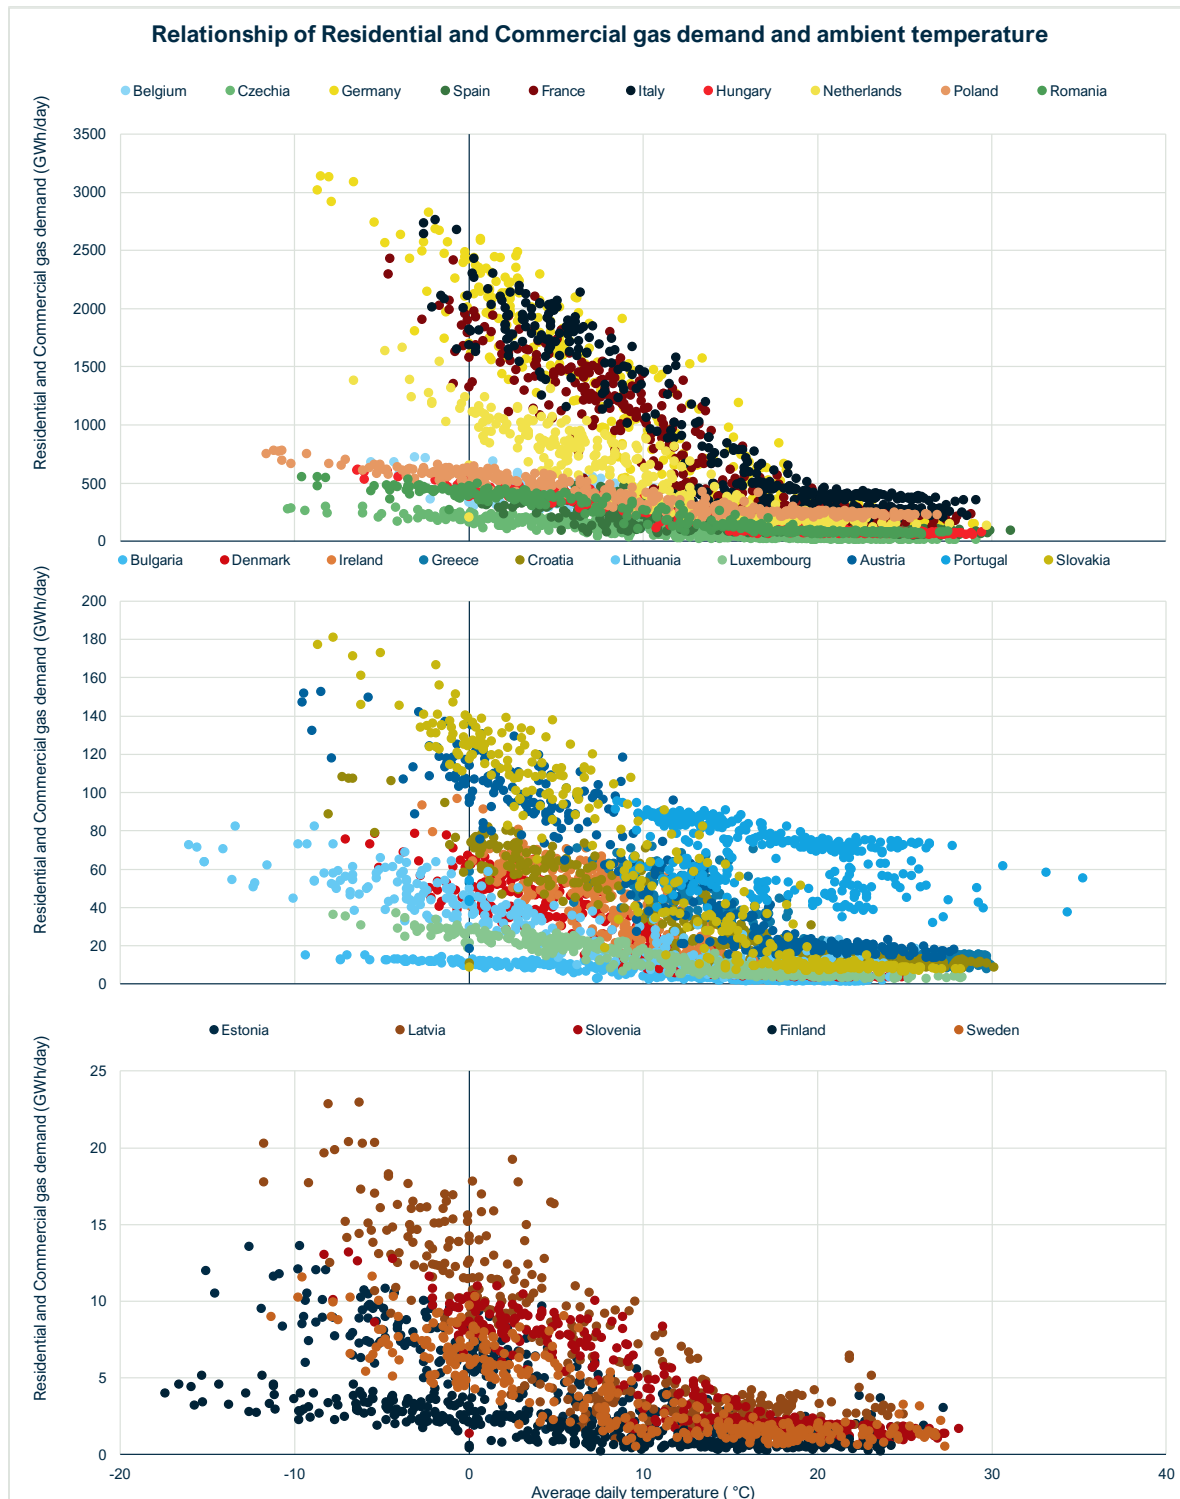 Relationship of Residential and Commercial gas demand and ambient temperature
Belgium Czechia Germany Spain France Italy Hungary Netherlands Poland Romania
Residential and Commercial gas demand (GWh/day)
3500
3000
2500
2000
1500
1000
500
0
Bulgaria Denmark Ireland Greece Croatia Lithuania Luxembourg Austria Portugal Slovakia
Residential and Commercial gas demand (GWh/day)
200
180
160
140
120
100
80
60
40
20
0
Estonia Latvia Slovenia Finland Sweden
Residential and Commercial gas demand (GWh/day)
25
20
15
10
5
0
-20 -10 0 10 20 30 40
Average daily temperature ( °C)